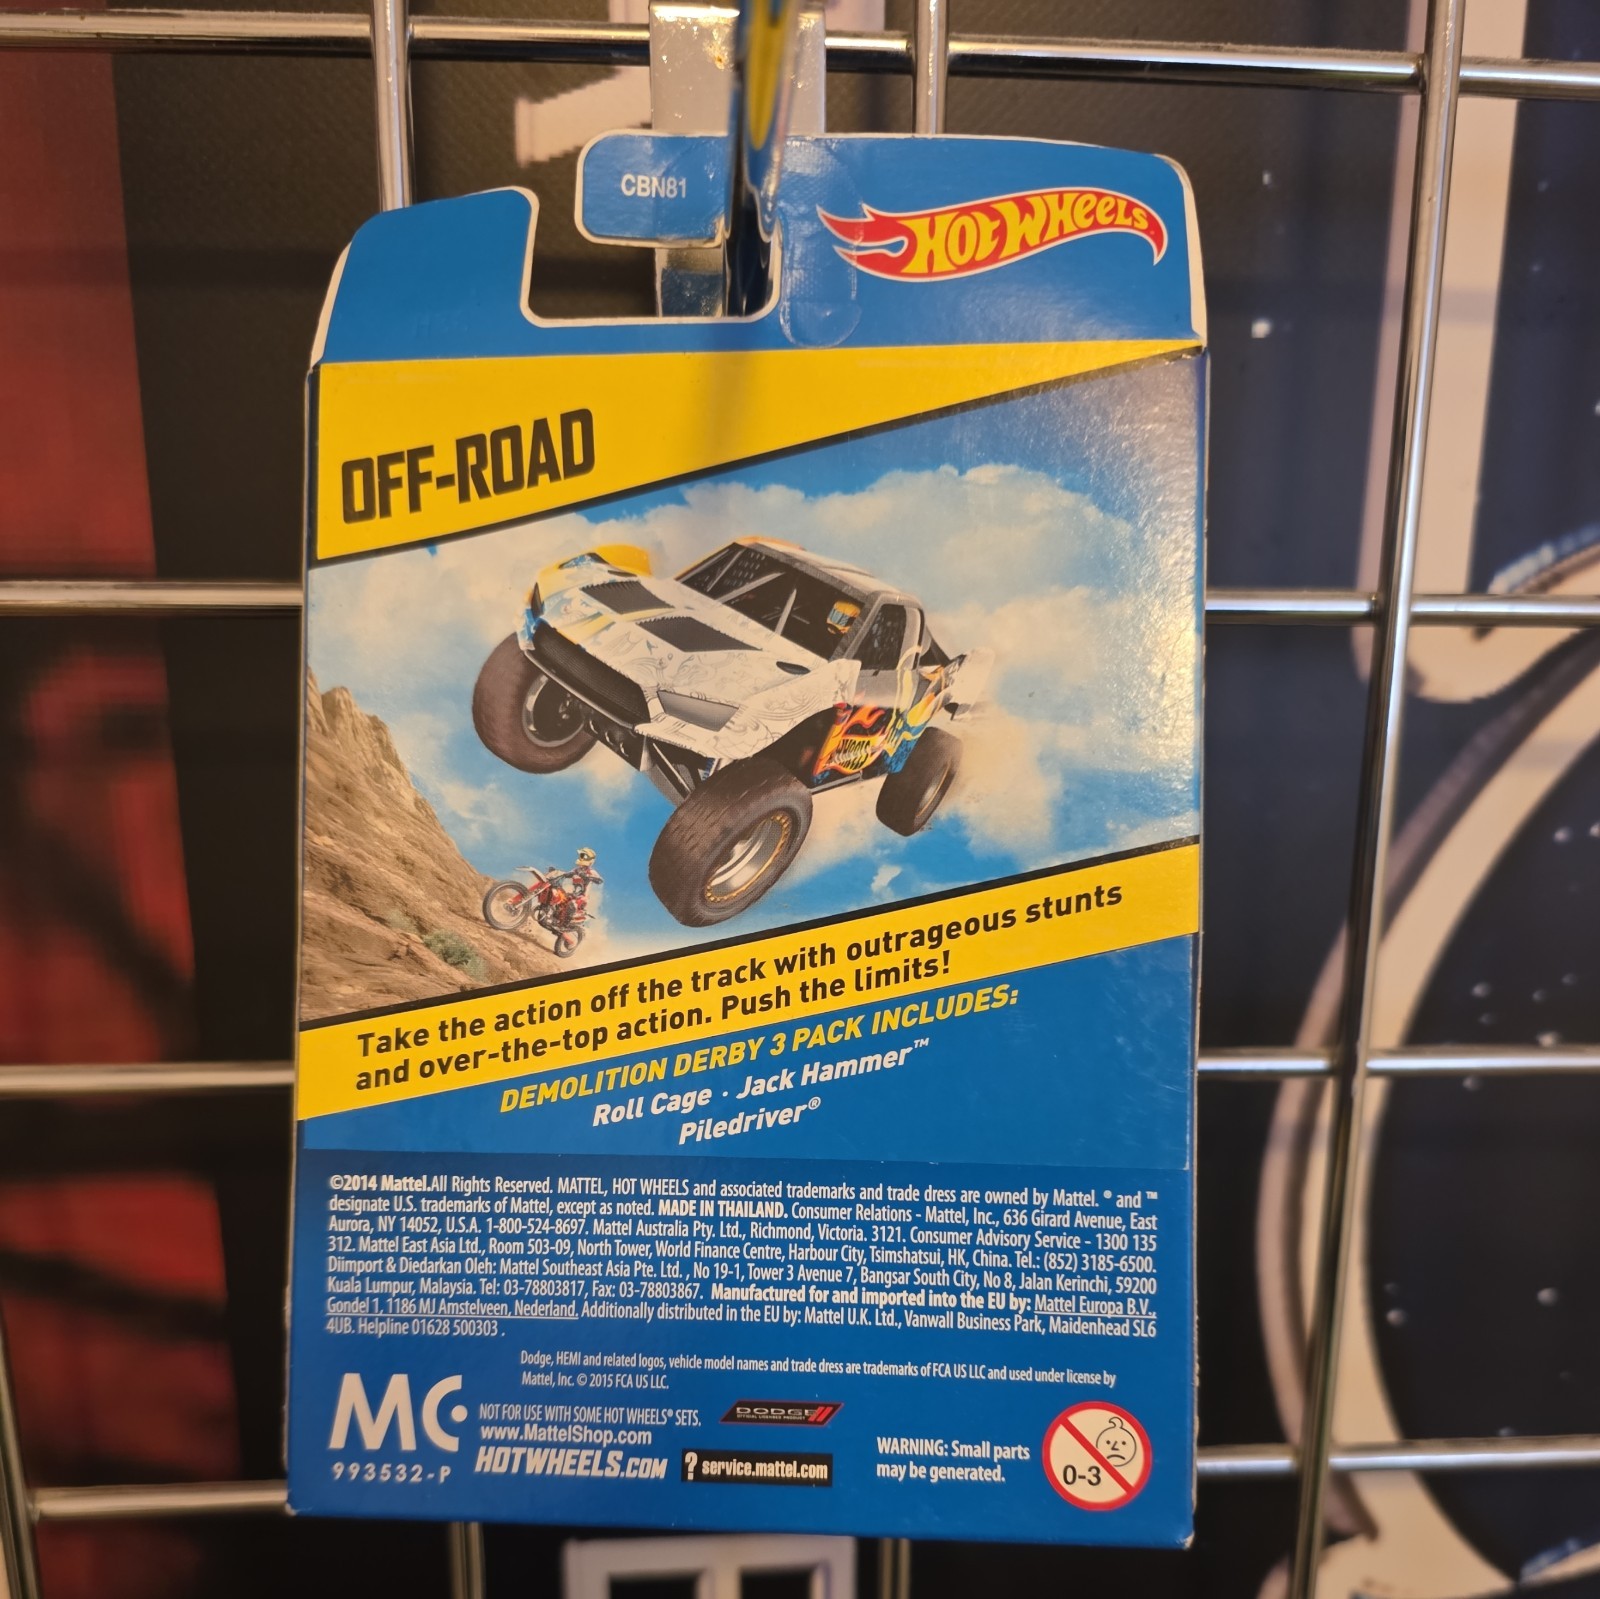 CBN81
HOT WHEELS
OFF-ROAD
WHEELS
Take the action off the track with outrageous stunts
and over-the-top action. Push the limits!
DEMOLITION DERBY 3 PACK INCLUDES:
Roll Cage · Jack Hammer™
Piledriver®
©2014 Mattel.All Rights Reserved. MATTEL, HOT WHEELS and associated trademarks and trade dress are owned by Mattel. ® and ™
designate U.S. trademarks of Mattel, except as noted. MADE IN THAILAND. Consumer Relations - Mattel, Inc., 636 Girard Avenue, East
Aurora, NY 14052, U.S.A. 1-800-524-8697. Mattel Australia Pty. Ltd., Richmond, Victoria. 3121. Consumer Advisory Service - 1300 135
312. Mattel East Asia Ltd., Room 503-09, North Tower, World Finance Centre, Harbour City, Tsimshatsui, HK, China. Tel.: (852) 3185-6500.
Diimport & Diedarkan Oleh: Mattel Southeast Asia Pte. Ltd. , No 19-1, Tower 3 Avenue 7, Bangsar South City, No 8, Jalan Kerinchi, 59200
Kuala Lumpur, Malaysia. Tel: 03-78803817, Fax: 03-78803867. Manufactured for and imported into the EU by: Mattel Europa B.V.,
Gondel 1, 1186 MJ Amstelveen, Nederland. Additionally distributed in the EU by: Mattel U.K. Ltd., Vanwall Business Park, Maidenhead SL6
4UB. Helpline 01628 500303 .
Dodge, HEMI and related logos, vehicle model names and trade dress are trademarks of FCA US LLC and used under license by
Mattel, Inc. © 2015 FCA US LLC.
MC
993532-P
NOT FOR USE WITH SOME HOT WHEELS® SETS.
www.MattelShop.com
HOTWHEELS.COM
DODGE
OFFICIAL LICENSED PRODUCT
? service.mattel.com
WARNING: Small parts
may be generated.
0-3